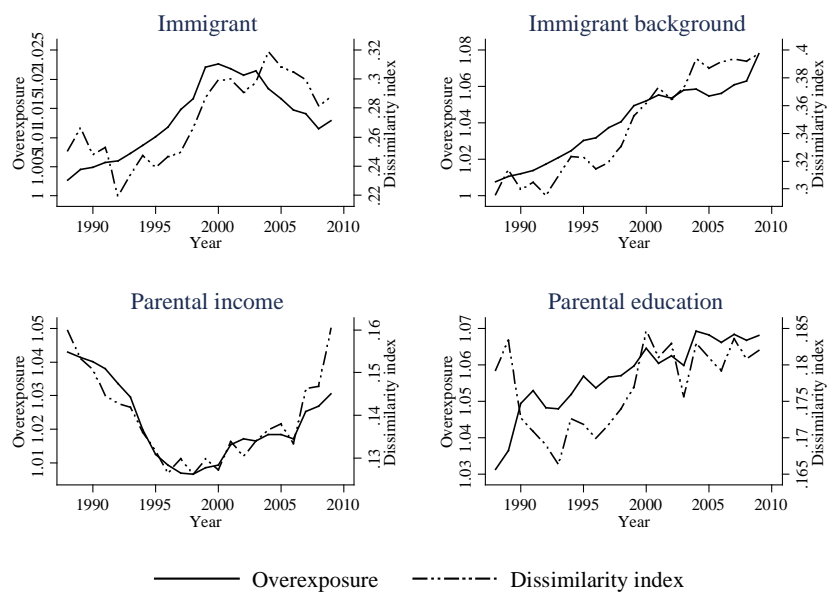 Immigrant
Overexposure
1 1.005 1.01 1.015 1.02 1.025
.22 .24 .26 .28 .3 .32
Dissimilarity index
1990 1995 2000 2005 2010
Year
Immigrant background
Overexposure
1 1.02 1.04 1.06 1.08
.3 .32 .34 .36 .38 .4
Dissimilarity index
1990 1995 2000 2005 2010
Year
Parental income
Overexposure
1.01 1.02 1.03 1.04 1.05
.13 .14 .15 .16
Dissimilarity index
1990 1995 2000 2005 2010
Year
Parental education
Overexposure
1.03 1.04 1.05 1.06 1.07
.165 .17 .175 .18 .185
Dissimilarity index
1990 1995 2000 2005 2010
Year
Overexposure Dissimilarity index